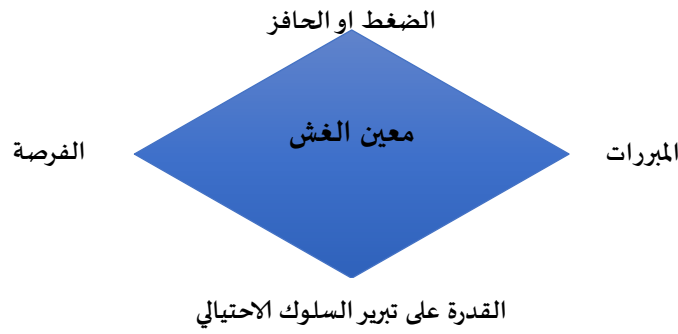 الضغط او الحافز
معين الغش
المبررات
الفرصة
القدرة على تبرير السلوك الاحتيالي